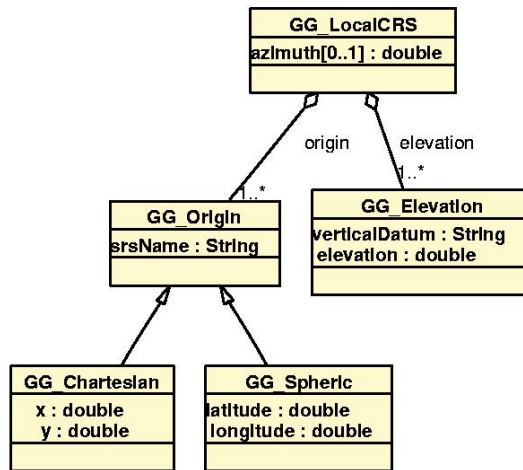 GG_LocalCRS
azimuth[0..1] : double
origin
elevation
1..*
1..*
GG_Origin
srsName : String
GG_Elevation
verticalDatum : String
elevation : double
GG_Chartesian
x : double
y : double
GG_Spheric
latitude : double
longitude : double